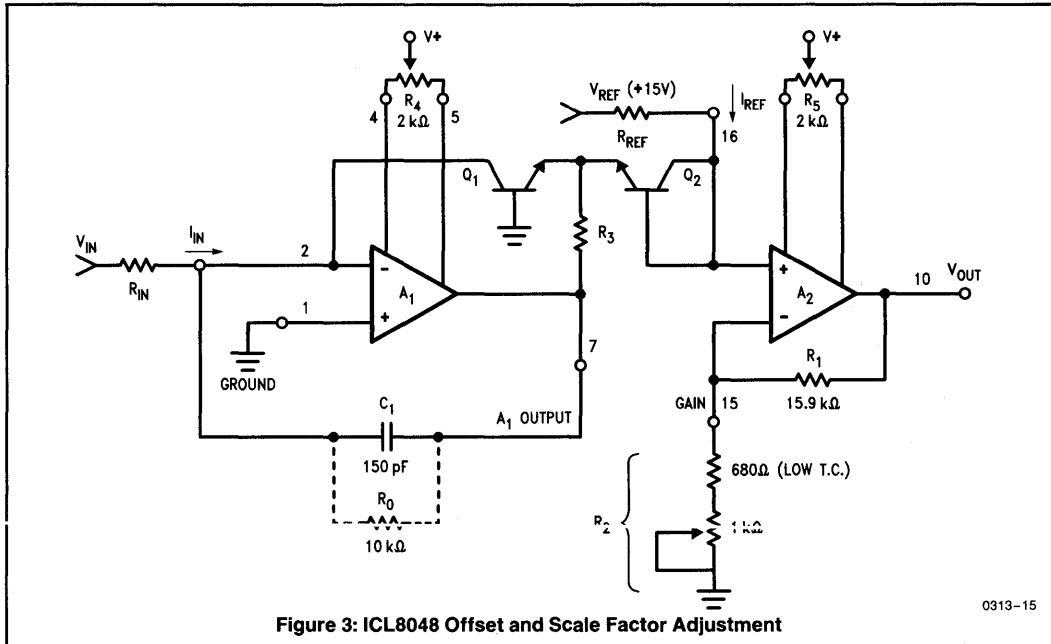 V+
R4
2 kΩ
4
5
VREF (+15V)
RREF
IREF
16
V+
R5
2 kΩ
Q1
Q2
R3
VIN
RIN
IIN
2
-
A1
+
1
GROUND
7
+
A2
-
10
VOUT
R1
15.9 kΩ
GAIN
15
C1
150 pF
A1 OUTPUT
R0
10 kΩ
R2
680Ω (LOW T.C.)
1 kΩ
0313-15
Figure 3: ICL8048 Offset and Scale Factor Adjustment